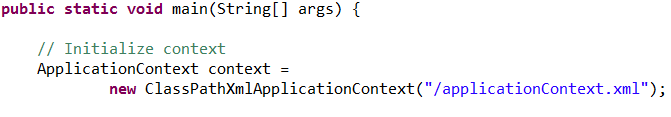 public static void main(String[] args) {
// Initialize context
ApplicationContext context =
new ClassPathXmlApplicationContext("/applicationContext.xml");